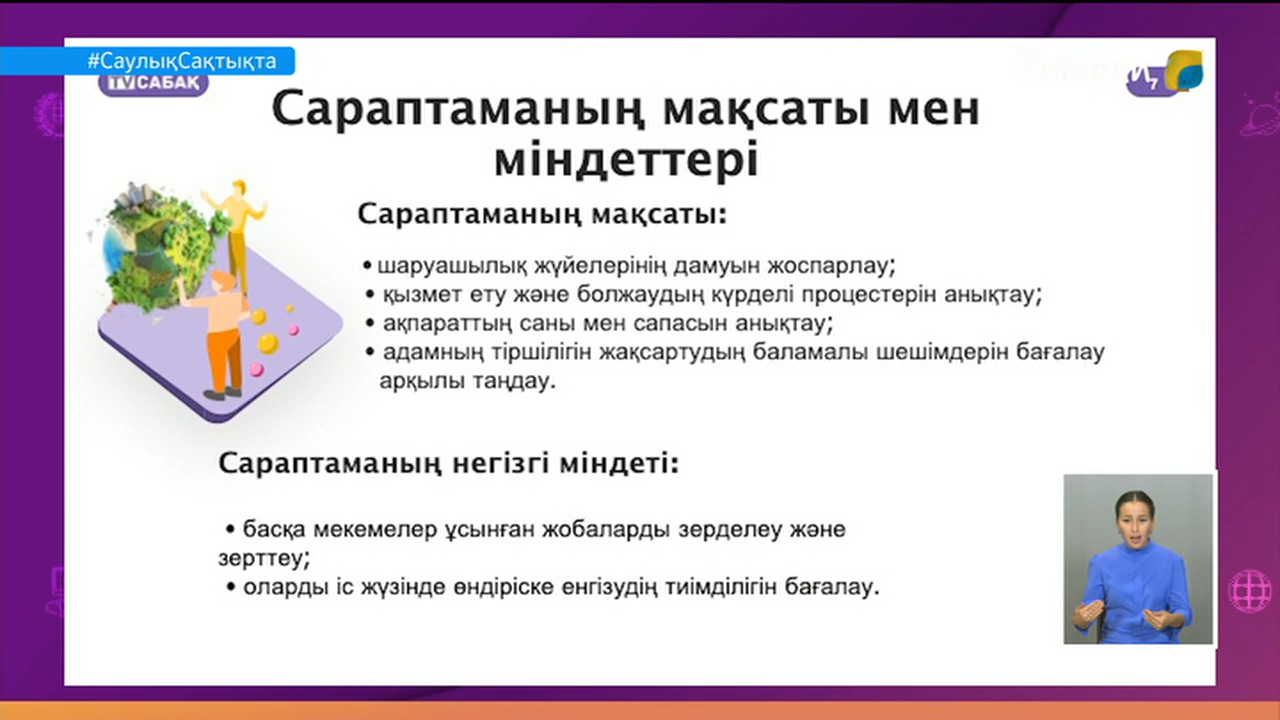 #СаулықСақтықта
TVСАБАҚ
Сараптаманың мақсаты мен
міндеттері
Сараптаманың мақсаты:
• шаруашылық жүйелерінің дамуын жоспарлау;
• қызмет ету және болжаудың күрделі процестерін анықтау;
• ақпараттың саны мен сапасын анықтау;
• адамның тіршілігін жақсартудың баламалы шешімдерін бағалау
арқылы таңдау.
Сараптаманың негізгі міндеті:
• басқа мекемелер ұсынған жобаларды зерделеу және
зерттеу;
• оларды іс жүзінде өндіріске енгізудің тиімділігін бағалау.